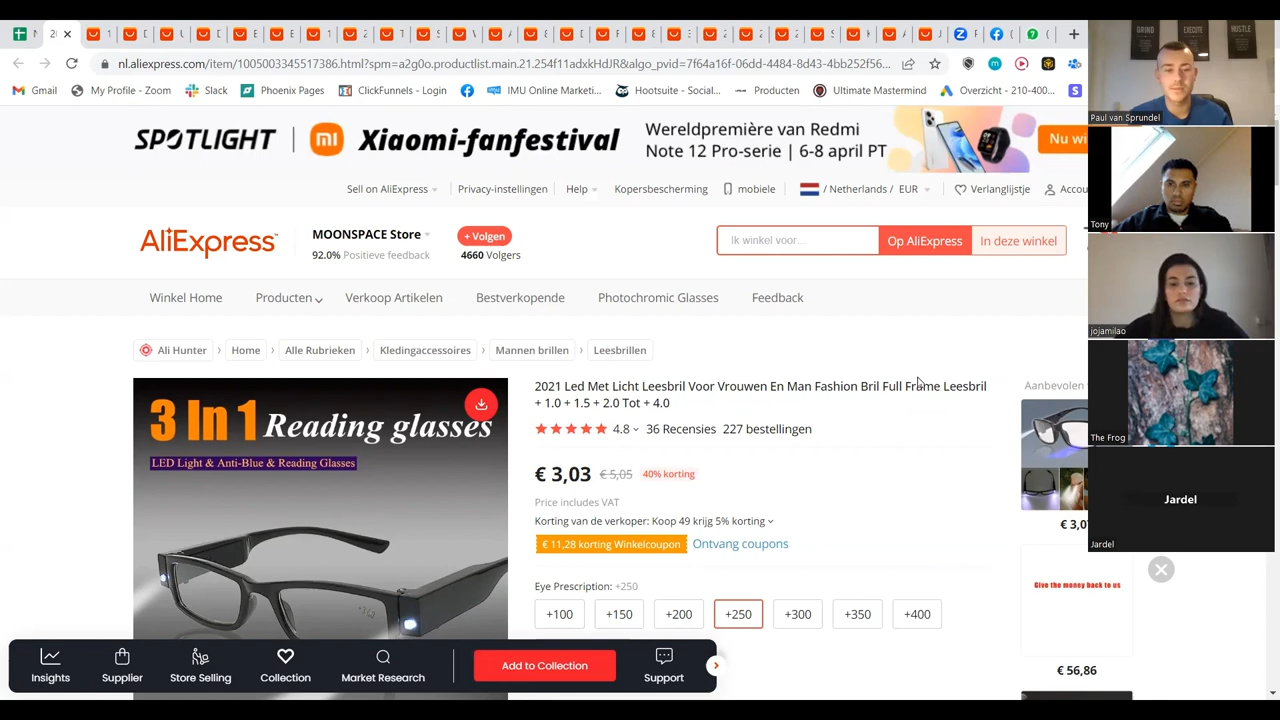 nl.aliexpress.com/item/1005003345517386.html?spm=a2g0o.productlist.main.21.254f11adxkHdJR&algo_pvid=7f64a16f-06dd-4484-8d43-4bb252f56...
Gmail
My Profile - Zoom
Slack
Phoenix Pages
ClickFunnels - Login
IMU Online Market...
Hootsuite - Social...
Producten
Ultimate Mastermind
Overzicht - 210-400...
SPOTLIGHT
Xiaomi-fanfestival
Wereldpremière van Redmi
Note 12 Pro-serie | 6-8 april PT
Nu wi
Sell on AliExpress
Privacy-instellingen
Help
Kopersbescherming
mobiele
/ Netherlands / EUR
Verlanglijstje
Accou
AliExpress
MOONSPACE Store
92.0% Positieve feedback
+ Volgen
4660 Volgers
Ik winkel voor...
Op AliExpress
In deze winkel
Winkel Home
Producten
Verkoop Artikelen
Bestverkopende
Photochromic Glasses
Feedback
Ali Hunter
Home
Alle Rubrieken
Kledingaccessoires
Mannen brillen
Leesbrillen
3 In 1 Reading glasses
LED Light & Anti-Blue & Reading Glasses
2021 Led Met Licht Leesbril Voor Vrouwen En Man Fashion Bril Full Frame Leesbril
+ 1.0 + 1.5 + 2.0 Tot + 4.0
4.8 36 Recensies 227 bestellingen
€ 3,03 € 5,05 40% korting
Price includes VAT
Korting van de verkoper: Koop 49 krijg 5% korting
€ 11,28 korting Winkelcoupon
Ontvang coupons
Eye Prescription: +250
+100
+150
+200
+250
+300
+350
+400
Aanbevolen
€ 3,0
Give the money back to us
€ 56,86
Insights
Supplier
Store Selling
Collection
Market Research
Add to Collection
Support
GRIND
EXECUTE
HUSTLE
Paul van Sprundel
Tony
jojamilao
The Frog
Jardel
Jardel